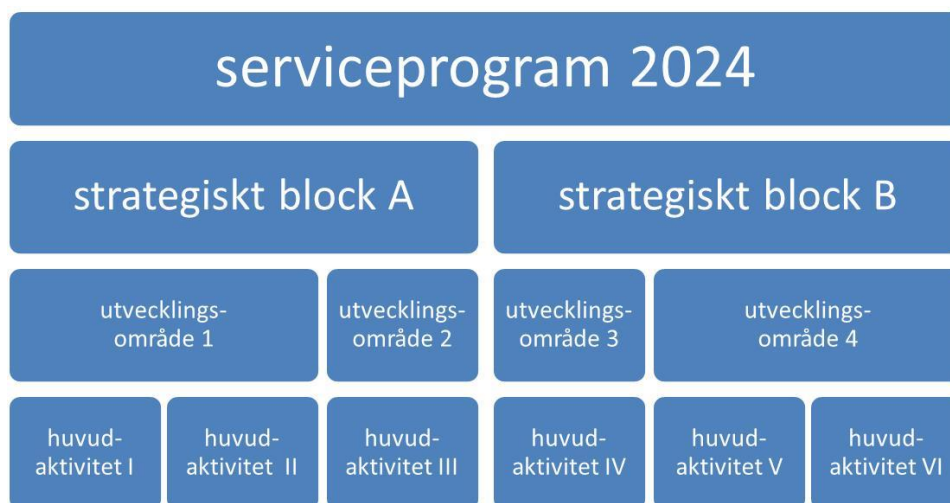 serviceprogram 2024
strategiskt block A
strategiskt block B
utvecklings-
område 1
utvecklings-
område 2
utvecklings-
område 3
utvecklings-
område 4
huvud-
aktivitet I
huvud-
aktivitet II
huvud-
aktivitet III
huvud-
aktivitet IV
huvud-
aktivitet V
huvud-
aktivitet VI